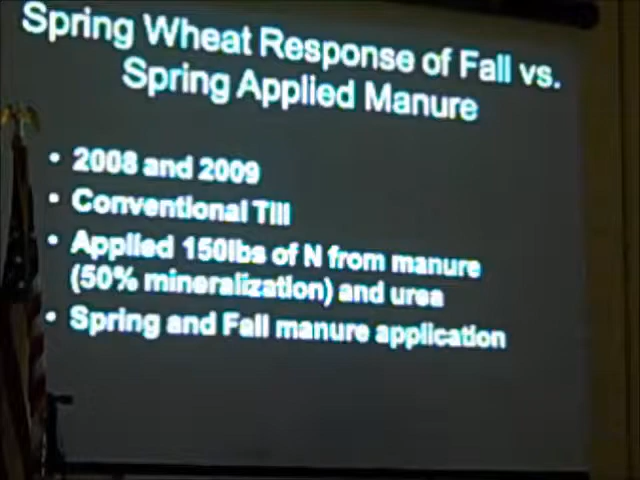 Spring Wheat Response of Fall vs.
Spring Applied Manure
• 2008 and 2009
• Conventional Till
• Applied 150lbs of N from manure
(50% mineralization) and urea
• Spring and Fall manure application